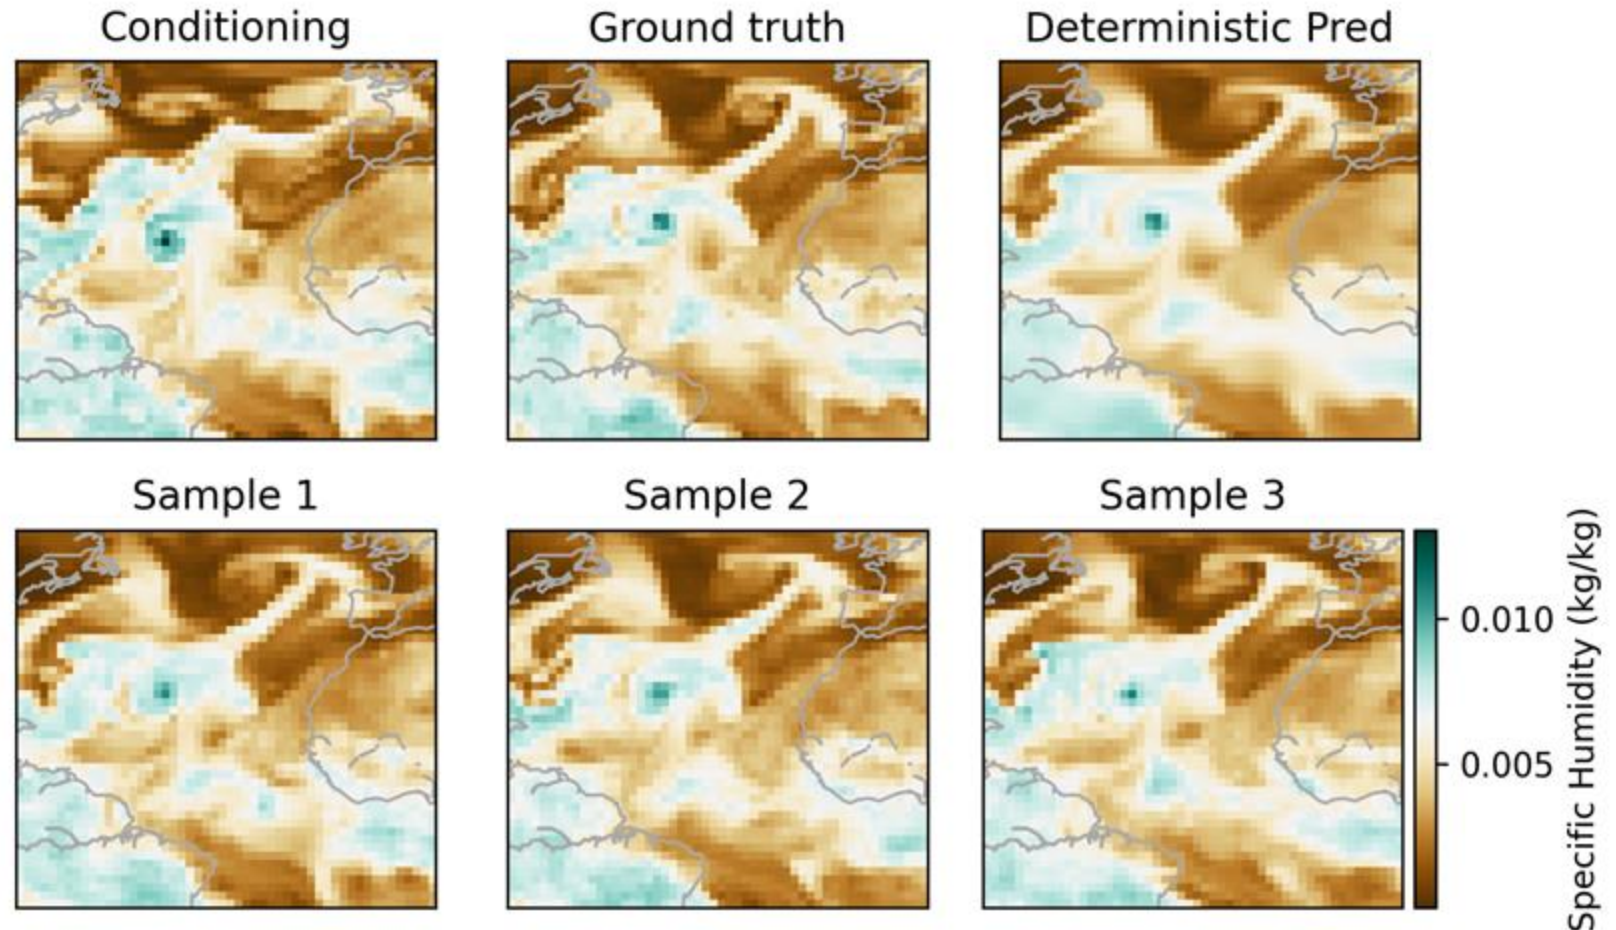 Conditioning
Ground truth
Deterministic Pred
Sample 1
Sample 2
Sample 3
0.010
0.005
Specific Humidity (kg/kg)